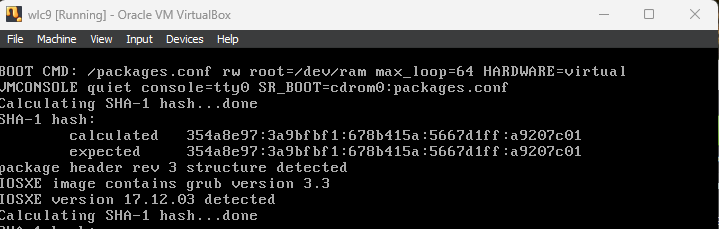 wlc9 [Running] - Oracle VM VirtualBox
File Machine View Input Devices Help
BOOT CMD: /packages.conf rw root=/dev/ram max_loop=64 HARDWARE=virtual
VMCONSOLE quiet console=tty0 SR_BOOT=cdrom0:packages.conf
Calculating SHA-1 hash...done
SHA-1 hash:
calculated 354a8e97:3a9bfbf1:678b415a:5667d1ff:a9207c01
expected 354a8e97:3a9bfbf1:678b415a:5667d1ff:a9207c01
package header rev 3 structure detected
IOSXE image contains grub version 3.3
IOSXE version 17.12.03 detected
Calculating SHA-1 hash...done
SHA-1 hash: